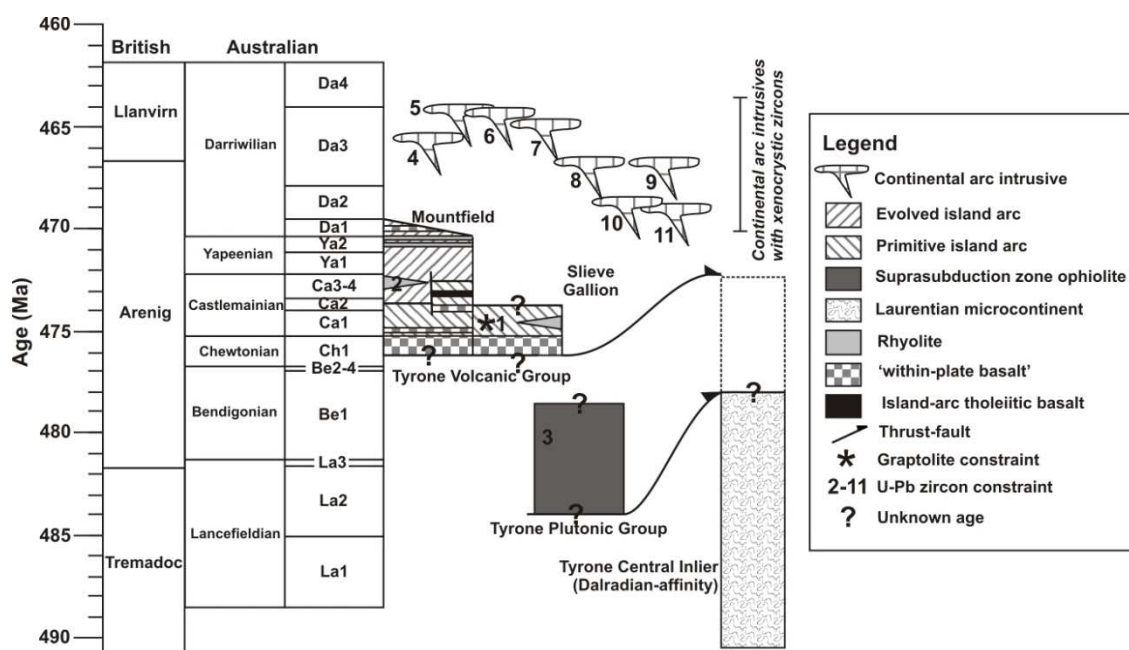 British Australian
460
465
470
475
480
485
490
Age (Ma)
Llanvirn
Arenig
Tremadoc
Darriwilian
Yapeenian
Castlemainian
Chewtonian
Bendigonian
Lancefieldian
Da4
Da3
Da2
Da1
Ya2
Ya1
Ca3-4
Ca2
Ca1
Ch1
Be2-4
Be1
La3
La2
La1
5
6
7
4
8
9
10
11
Continental arc intrusives
with xenocrystic zircons
Mountfield
2
Slieve
Gallion
?
*1
? ?
Tyrone Volcanic Group
?
3
?
Tyrone Plutonic Group
?
Tyrone Central Inlier
(Dalradian-affinity)
Legend
Continental arc intrusive
Evolved island arc
Primitive island arc
Suprasubduction zone ophiolite
Laurentian microcontinent
Rhyolite
‘within-plate basalt’
Island-arc tholeiitic basalt
Thrust-fault
* Graptolite constraint
2-11 U-Pb zircon constraint
? Unknown age